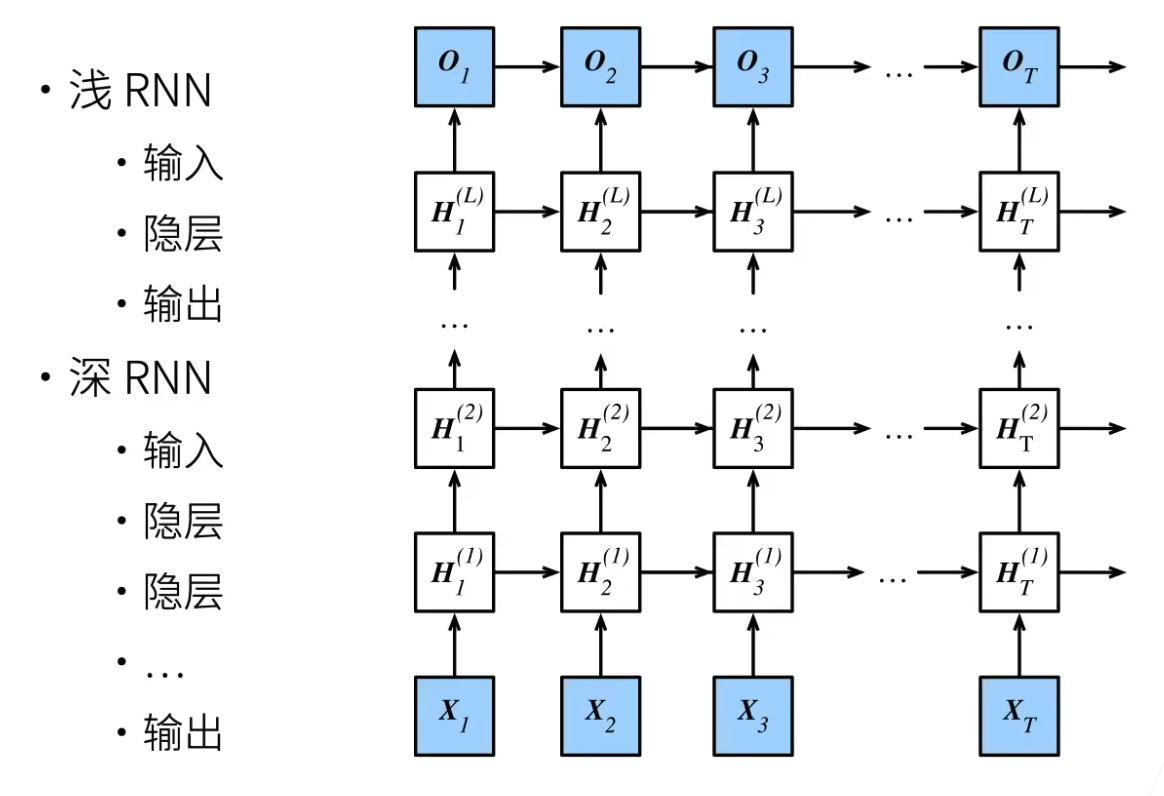 • 浅 RNN
• 输入
• 隐层
• 输出
• 深 RNN
• 输入
• 隐层
• 隐层
• …
• 输出
O_1 O_2 O_3 … O_T
H_1^(L) H_2^(L) H_3^(L) … H_T^(L)
… … … …
H_1^(2) H_2^(2) H_3^(2) … H_T^(2)
H_1^(1) H_2^(1) H_3^(1) … H_T^(1)
X_1 X_2 X_3 X_T